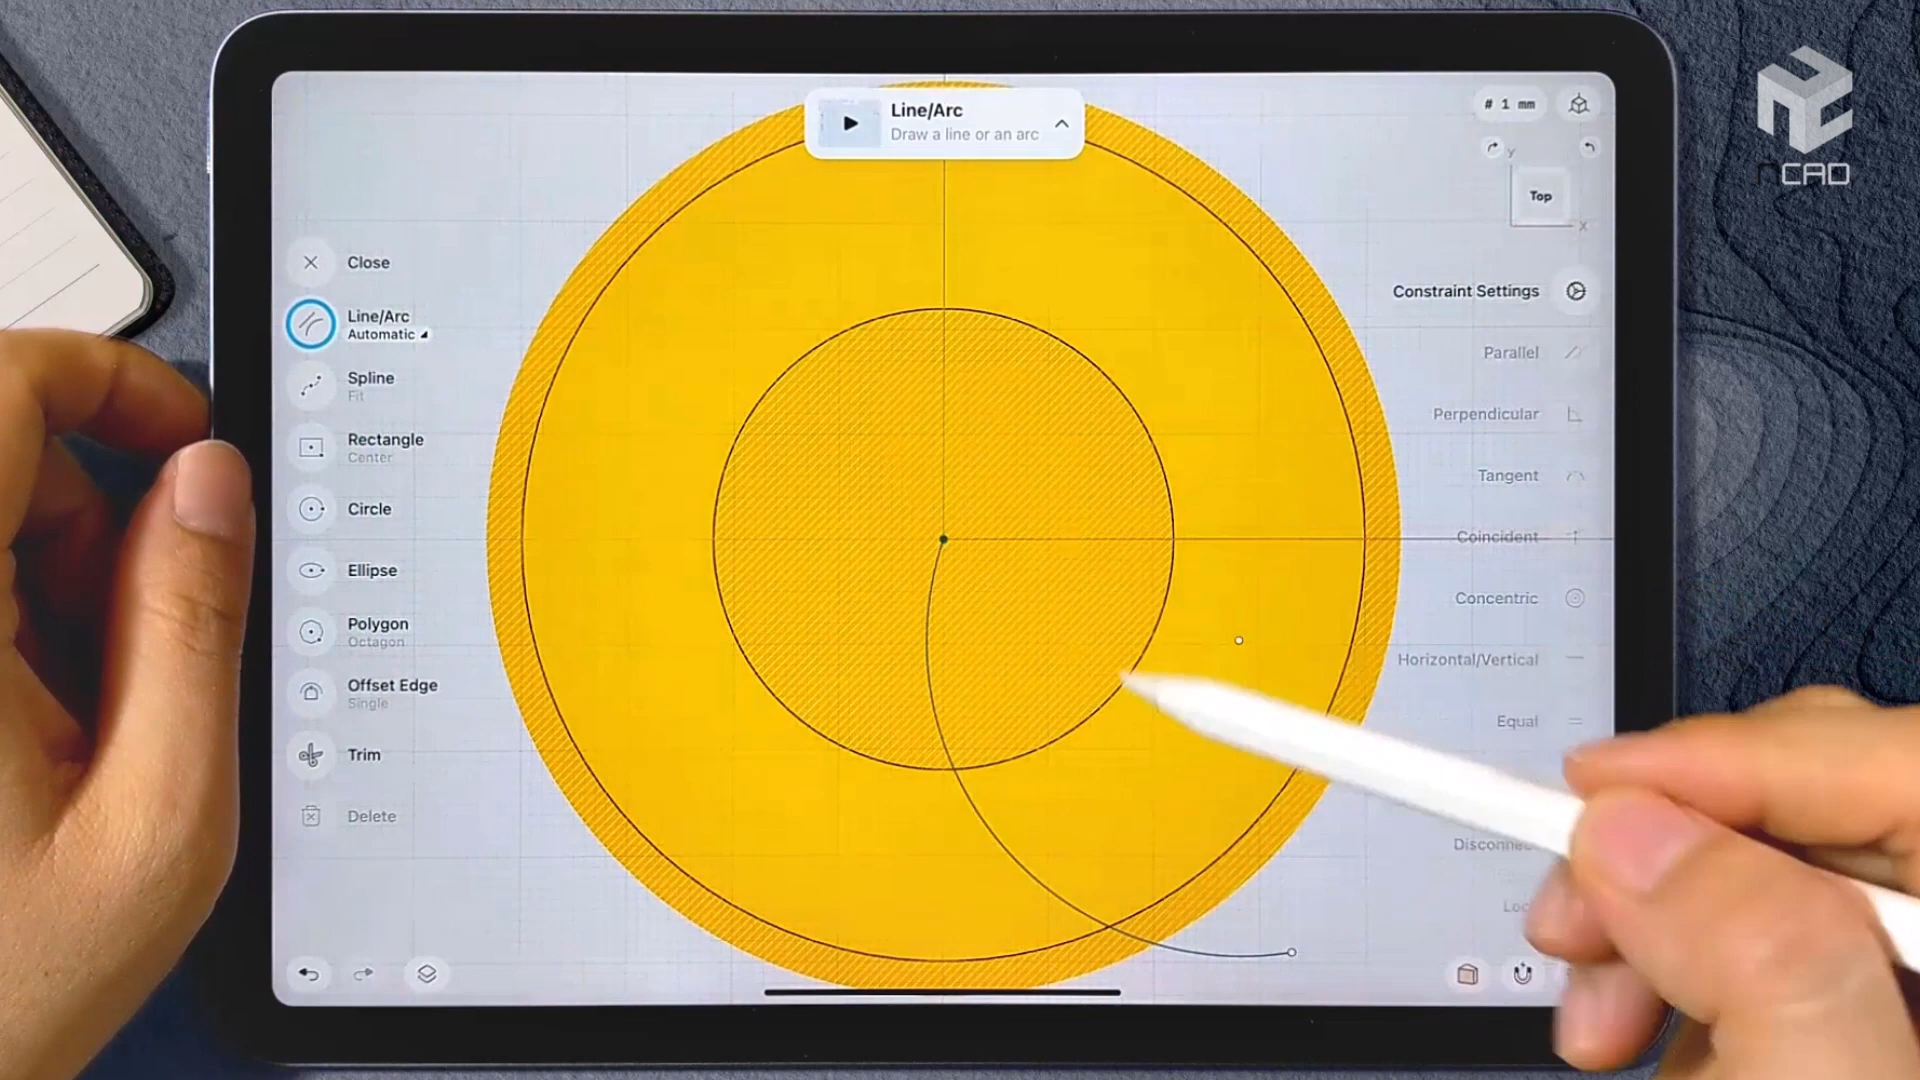 Line/Arc
Draw a line or an arc
# 1 mm
y
Top
x
nCAD
Close
Line/Arc
Automatic
Spline
Fit
Rectangle
Center
Circle
Ellipse
Polygon
Octagon
Offset Edge
Single
Trim
Delete
Constraint Settings
Parallel
Perpendicular
Tangent
Coincident
Concentric
Horizontal/Vertical
Equal